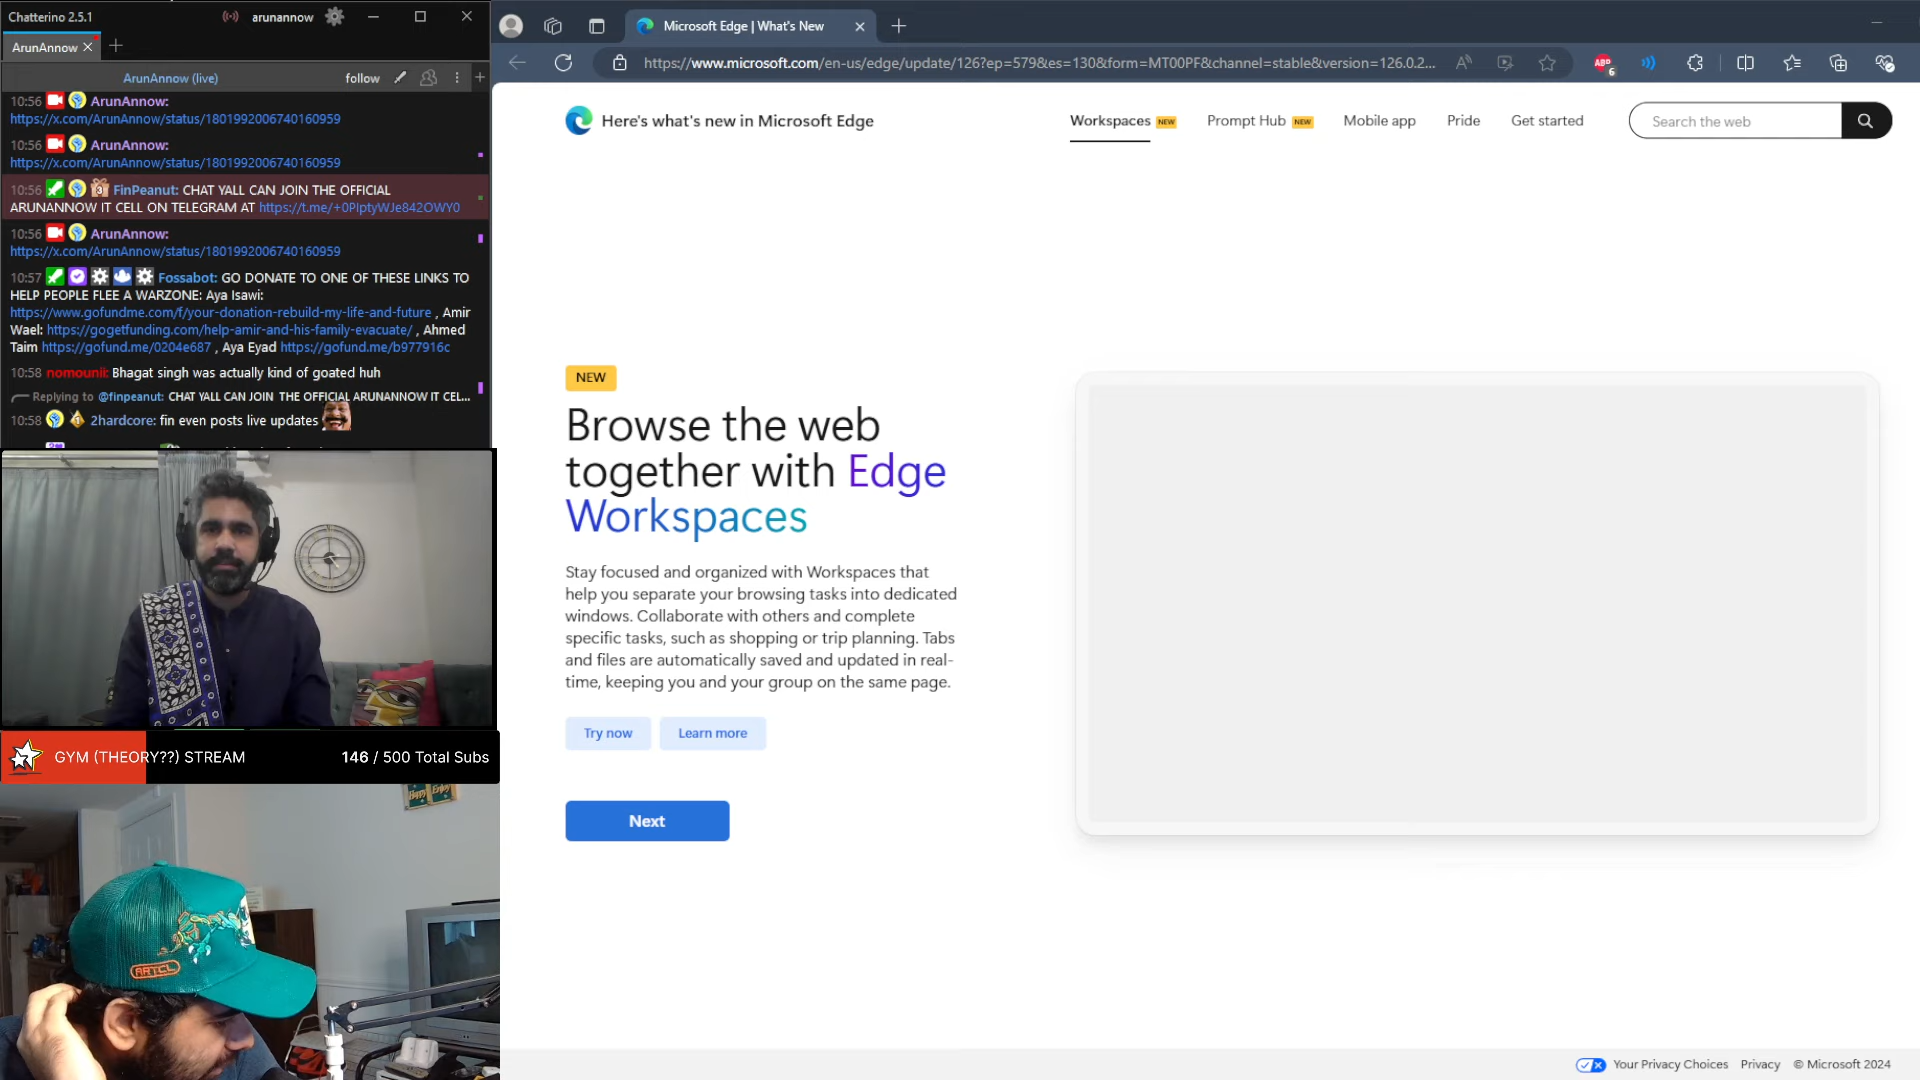 Chatterino 2.5.1
arunannow
ArunAnnow
ArunAnnow (live)
follow
10:56 ArunAnnow:
https://x.com/ArunAnnow/status/1801992006740160959
10:56 ArunAnnow:
https://x.com/ArunAnnow/status/1801992006740160959
10:56 FinPeanut: CHAT YALL CAN JOIN THE OFFICIAL
ARUNANNOW IT CELL ON TELEGRAM AT https://t.me/+0PIptyWJe842OWY0
10:56 ArunAnnow:
https://x.com/ArunAnnow/status/1801992006740160959
10:57 Fossabot: GO DONATE TO ONE OF THESE LINKS TO
HELP PEOPLE FLEE A WARZONE: Aya Isawi:
https://www.gofundme.com/f/your-donation-rebuild-my-life-and-future , Amir
Wael: https://gogetfunding.com/help-amir-and-his-family-evacuate/ , Ahmed
Taim https://gofund.me/0204e687 , Aya Eyad https://gofund.me/b977916c
10:58 nomounii: Bhagat singh was actually kind of goated huh
Replying to @finpeanut: CHAT YALL CAN JOIN THE OFFICIAL ARUNANNOW IT CEL...
10:58 2hardcore: fin even posts live updates
GYM (THEORY??) STREAM
146 / 500 Total Subs
ARTCL
Microsoft Edge | What's New
https://www.microsoft.com/en-us/edge/update/126?ep=579&es=130&form=MT00PF&channel=stable&version=126.0.2...
ABP
6
Here's what's new in Microsoft Edge
Workspaces NEW
Prompt Hub NEW
Mobile app
Pride
Get started
Search the web
NEW
Browse the web
together with Edge
Workspaces
Stay focused and organized with Workspaces that
help you separate your browsing tasks into dedicated
windows. Collaborate with others and complete
specific tasks, such as shopping or trip planning. Tabs
and files are automatically saved and updated in real-
time, keeping you and your group on the same page.
Try now
Learn more
Next
Your Privacy Choices
Privacy
© Microsoft 2024